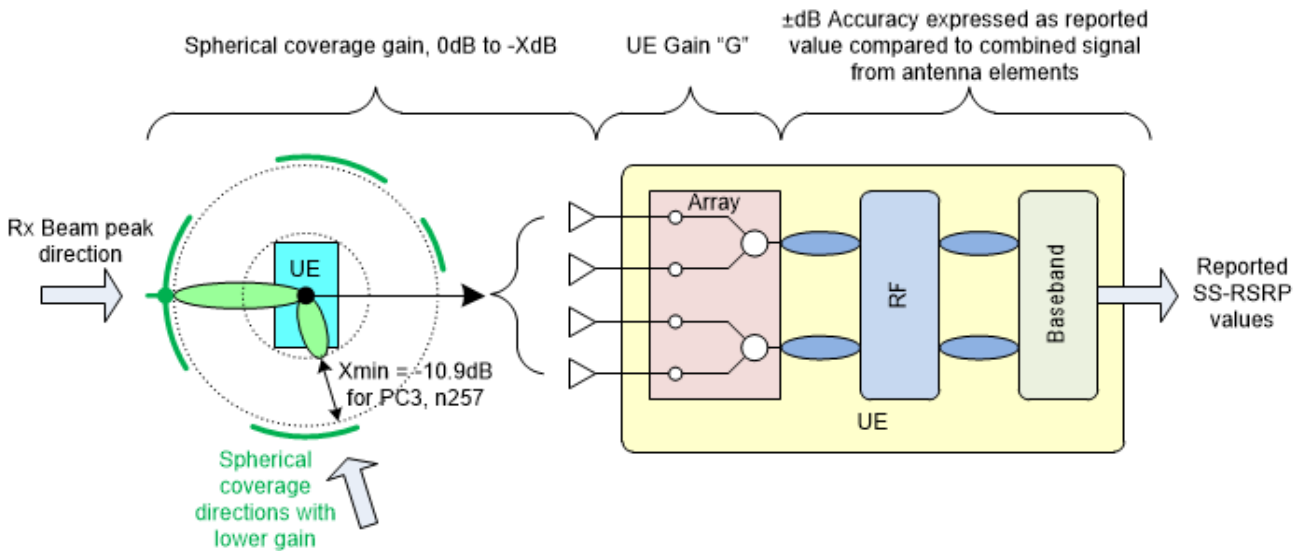 Spherical coverage gain, 0dB to -XdB
UE Gain “G”
±dB Accuracy expressed as reported
value compared to combined signal
from antenna elements
Rx Beam peak
direction
UE
Xmin = -10.9dB
for PC3, n257
Spherical
coverage
directions with
lower gain
Array
RF
Baseband
UE
Reported
SS-RSRP
values